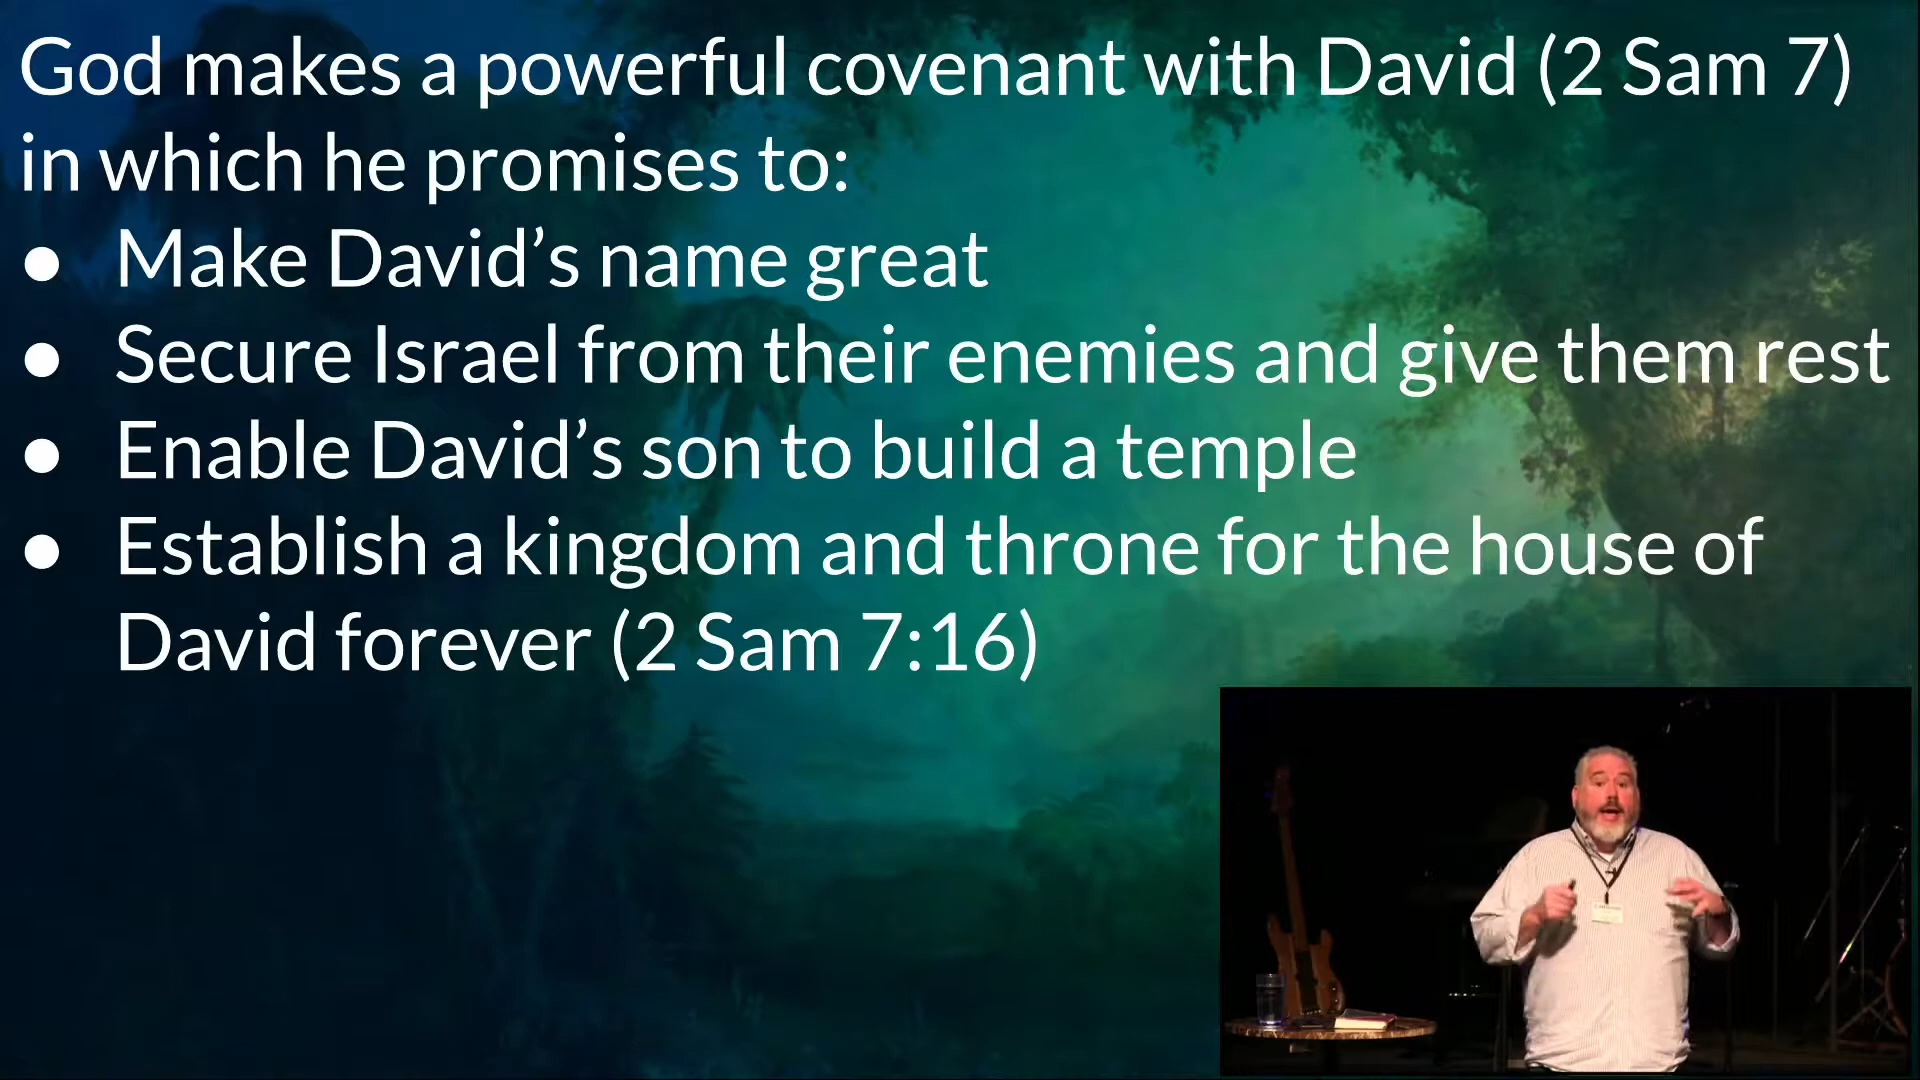 God makes a powerful covenant with David (2 Sam 7)
in which he promises to:
● Make David’s name great
● Secure Israel from their enemies and give them rest
● Enable David’s son to build a temple
● Establish a kingdom and throne for the house of
David forever (2 Sam 7:16)